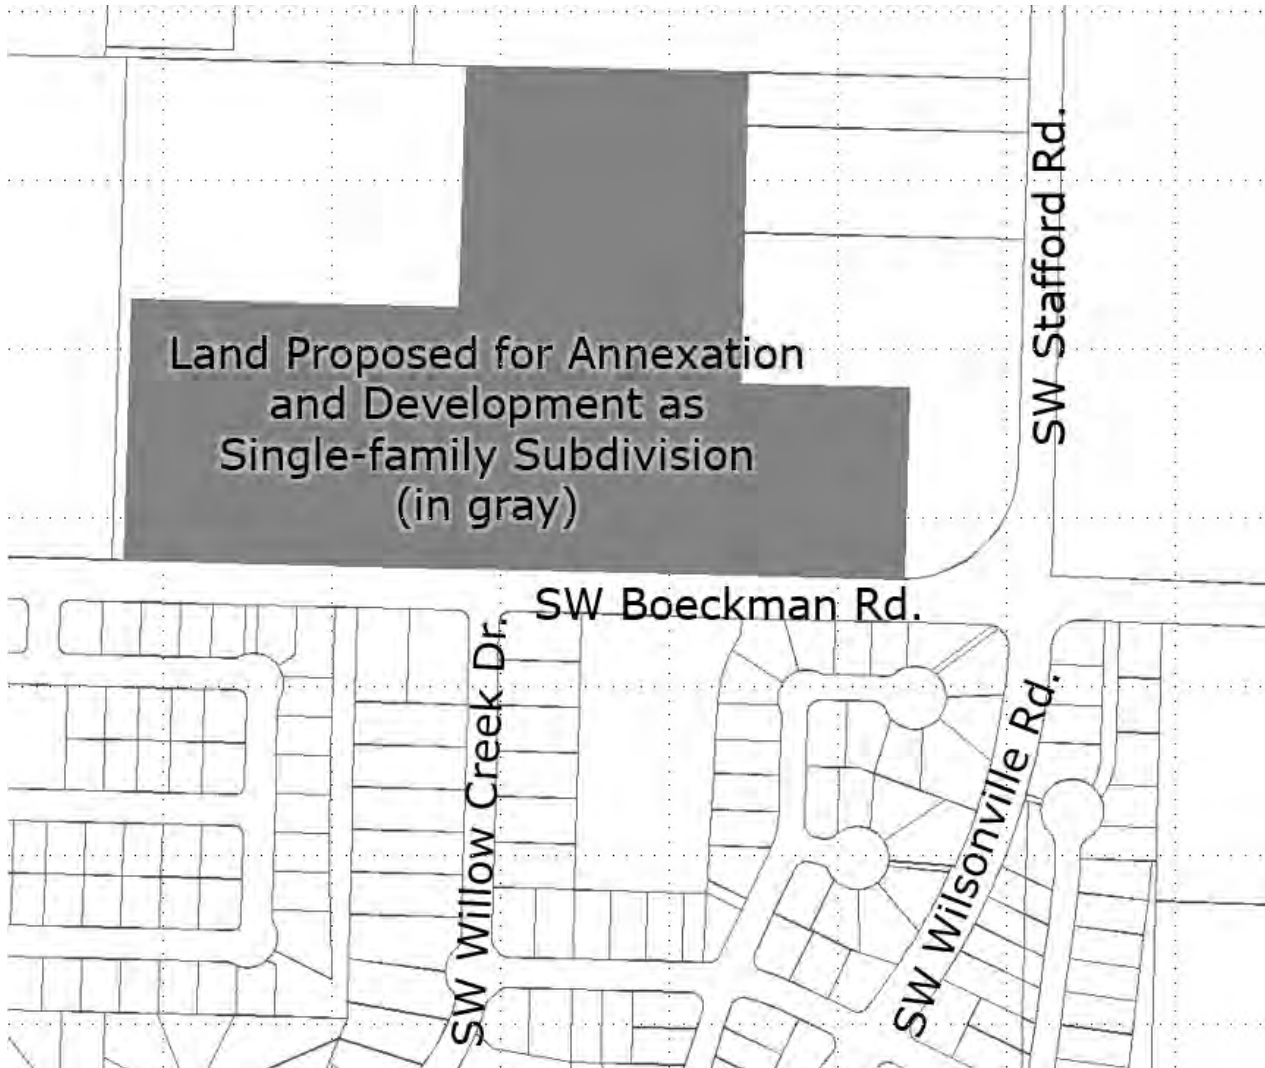 SW Stafford Rd.
Land Proposed for Annexation
and Development as
Single-family Subdivision
(in gray)
SW Boeckman Rd.
SW Willow Creek Dr.
SW Wilsonville Rd.